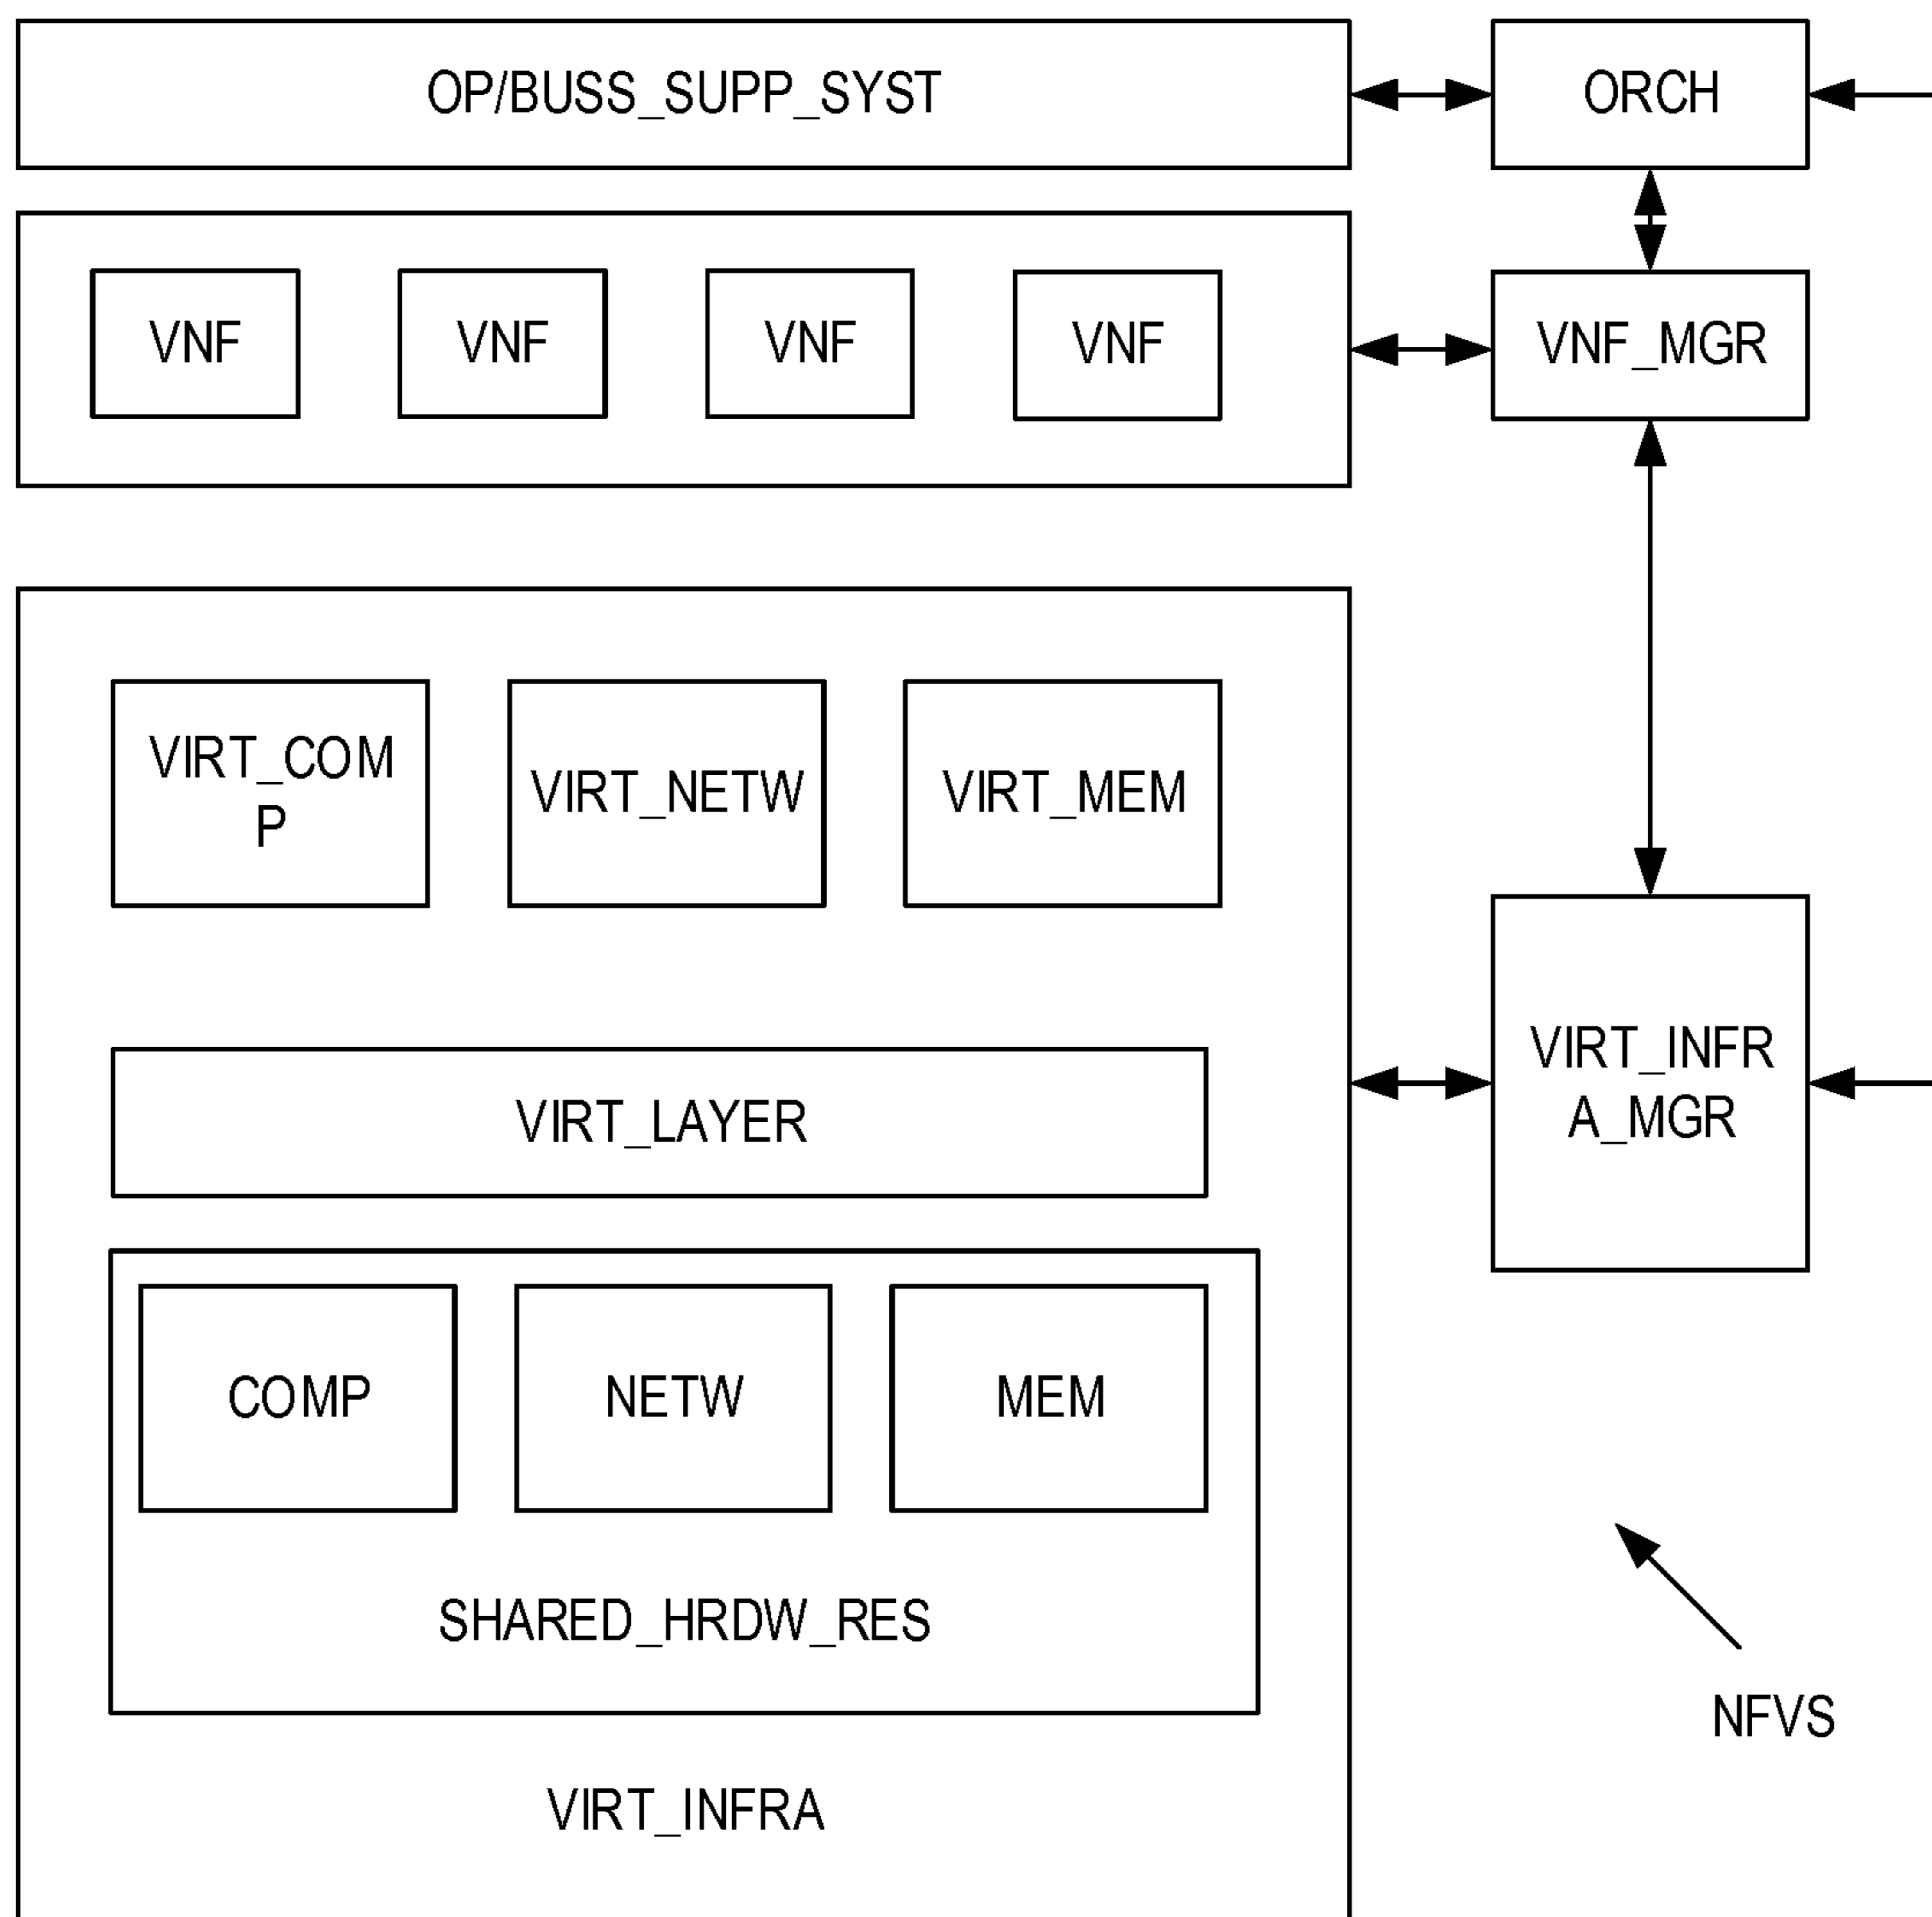 OP/BUSS_SUPP_SYST
ORCH
VNF
VNF
VNF
VNF
VNF_MGR
VIRT_COM
P
VIRT_NETW
VIRT_MEM
VIRT_INFR
A_MGR
VIRT_LAYER
COMP
NETW
MEM
SHARED_HRDW_RES
NFVS
VIRT_INFRA